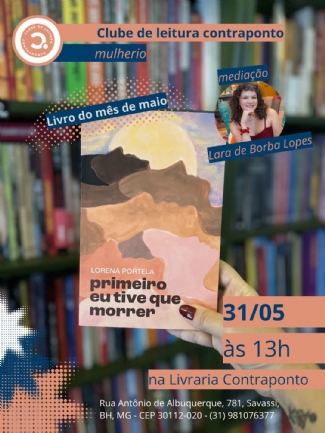 Clube de leitura contraponto
mulherio
mediação
Livro do mês de maio
Lara de Borba Lopes
LORENA PORTELA
primeiro
eu tive que
morrer
31/05
às 13h
na Livraria Contraponto
Rua Antônio de Albuquerque, 781, Savassi,
BH, MG - CEP 30112-020 - (31) 981076377